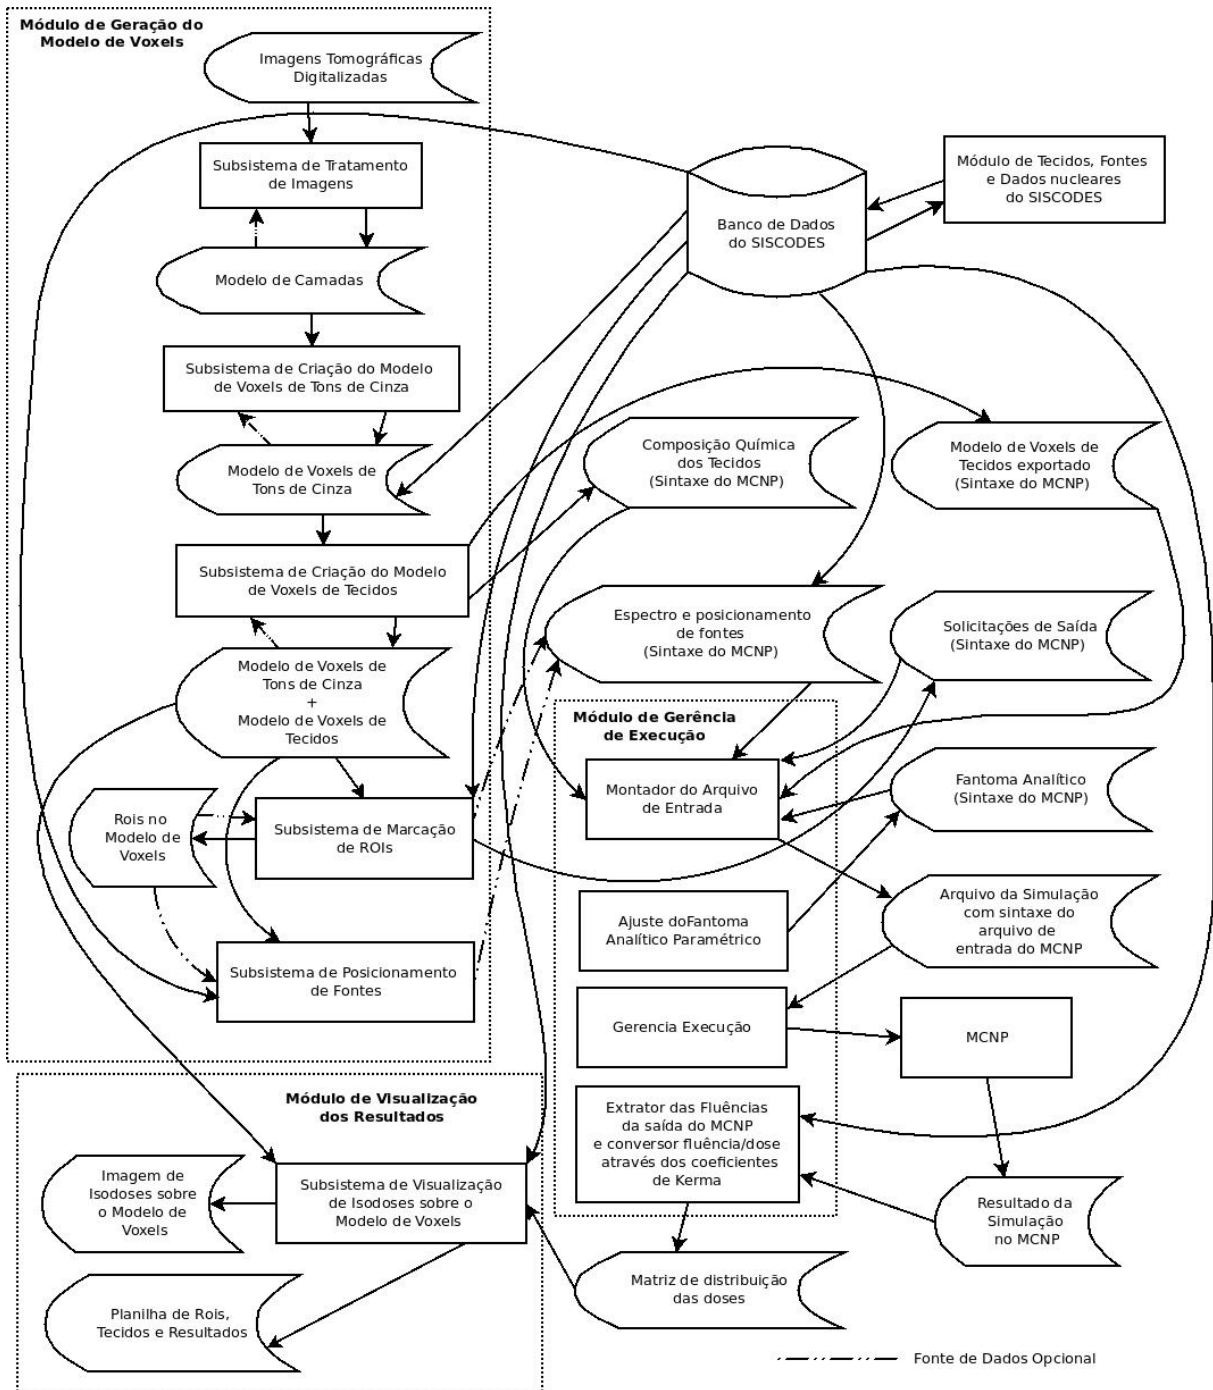 Módulo de Geração do
Modelo de Voxels
Imagens Tomográficas
Digitalizadas
Subsistema de Tratamento
de Imagens
Modelo de Camadas
Subsistema de Criação do Modelo
de Voxels de Tons de Cinza
Modelo de Voxels de
Tons de Cinza
Subsistema de Criação do Modelo
de Voxels de Tecidos
Modelo de Voxels de
Tons de Cinza
+
Modelo de Voxels de
Tecidos
Rois no
Modelo de
Voxels
Subsistema de Marcação
de ROIs
Subsistema de Posicionamento
de Fontes
Banco de Dados
do SISCODES
Módulo de Tecidos, Fontes
e Dados nucleares
do SISCODES
Composição Química
dos Tecidos
(Sintaxe do MCNP)
Modelo de Voxels de
Tecidos exportado
(Sintaxe do MCNP)
Espectro e posicionamento
de fontes
(Sintaxe do MCNP)
Solicitações de Saída
(Sintaxe do MCNP)
Módulo de Gerência
de Execução
Montador do Arquivo
de Entrada
Fantoma Analítico
(Sintaxe do MCNP)
Ajuste doFantoma
Analítico Paramétrico
Arquivo da Simulação
com sintaxe do
arquivo de
entrada do MCNP
Gerencia Execução
MCNP
Extrator das Fluências
da saída do MCNP
e conversor fluência/dose
através dos coeficientes
de Kerma
Resultado da
Simulação
no MCNP
Matriz de distribuição
das doses
Módulo de Visualização
dos Resultados
Imagem de
Isodoses sobre
o Modelo de
Voxels
Subsistema de Visualização
de Isodoses sobre o
Modelo de Voxels
Planilha de Rois,
Tecidos e Resultados
Fonte de Dados Opcional